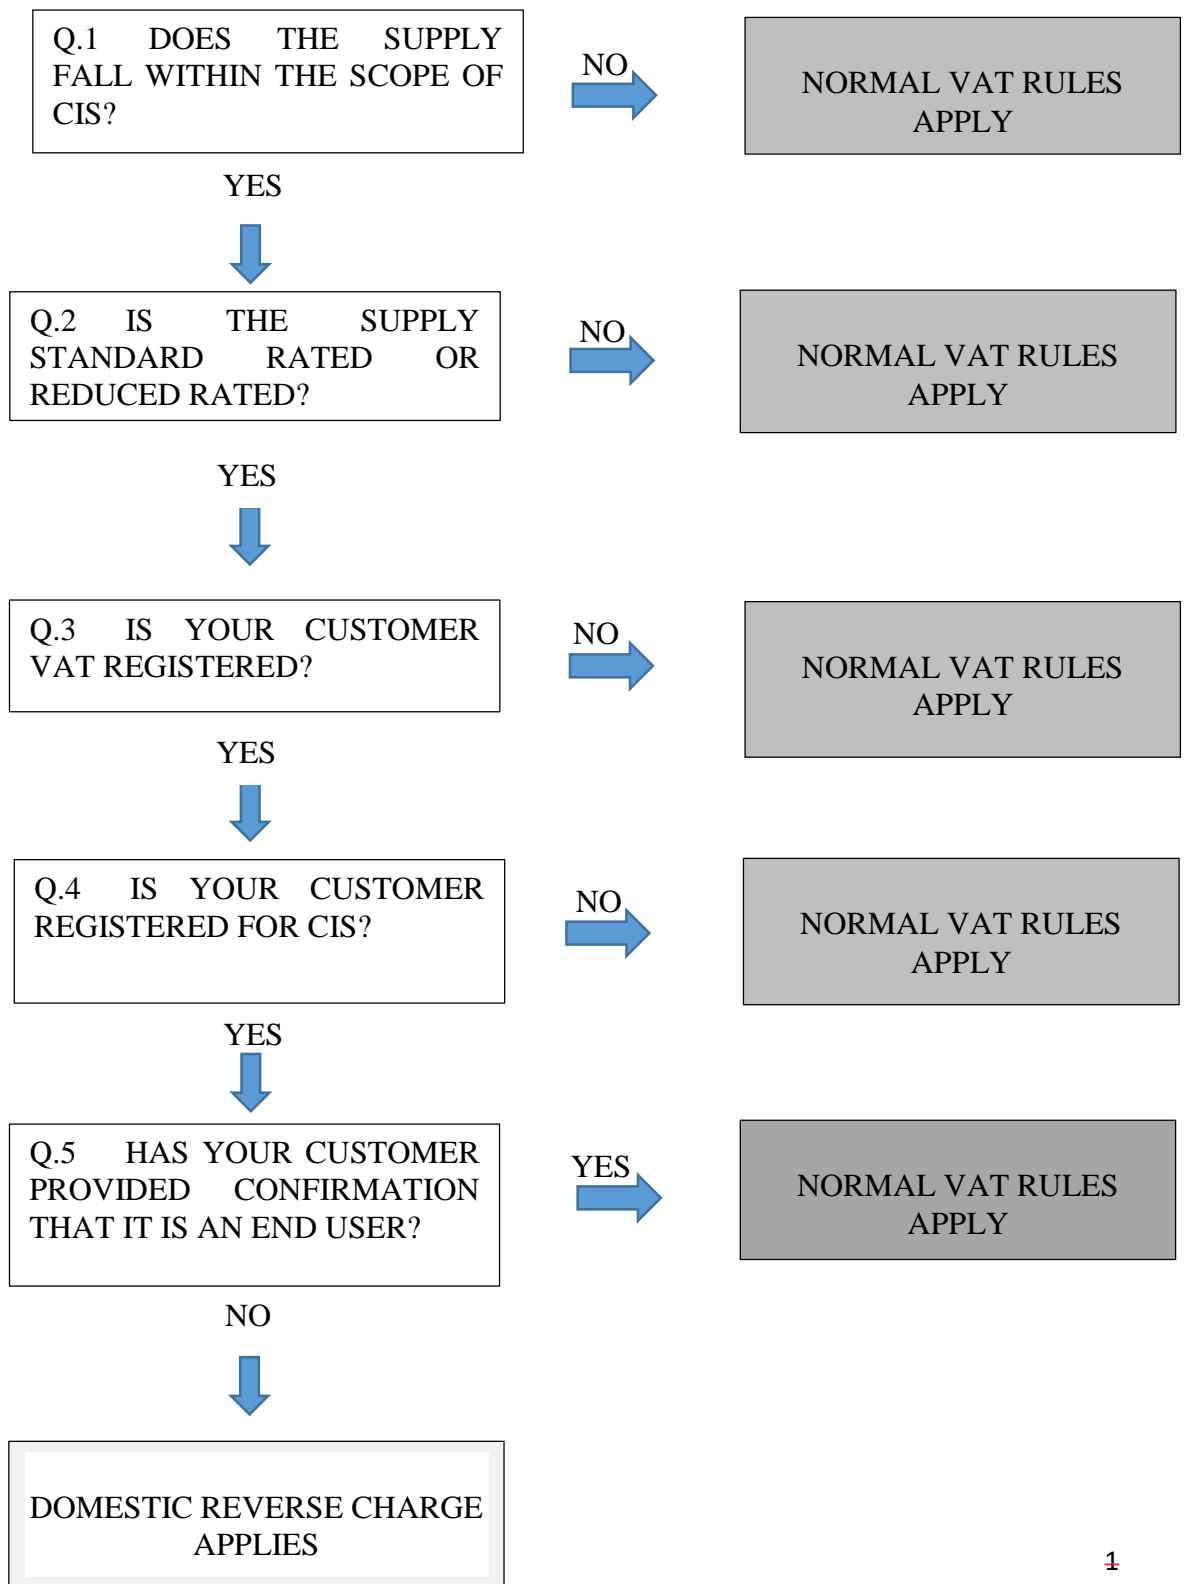 Q.1 DOES THE SUPPLY
FALL WITHIN THE SCOPE OF
CIS?
NO
NORMAL VAT RULES
APPLY
YES
Q.2 IS THE SUPPLY
STANDARD RATED OR
REDUCED RATED?
NO
NORMAL VAT RULES
APPLY
YES
Q.3 IS YOUR CUSTOMER
VAT REGISTERED?
NO
NORMAL VAT RULES
APPLY
YES
Q.4 IS YOUR CUSTOMER
REGISTERED FOR CIS?
NO
NORMAL VAT RULES
APPLY
YES
Q.5 HAS YOUR CUSTOMER
PROVIDED CONFIRMATION
THAT IT IS AN END USER?
YES
NORMAL VAT RULES
APPLY
NO
DOMESTIC REVERSE CHARGE
APPLIES
1